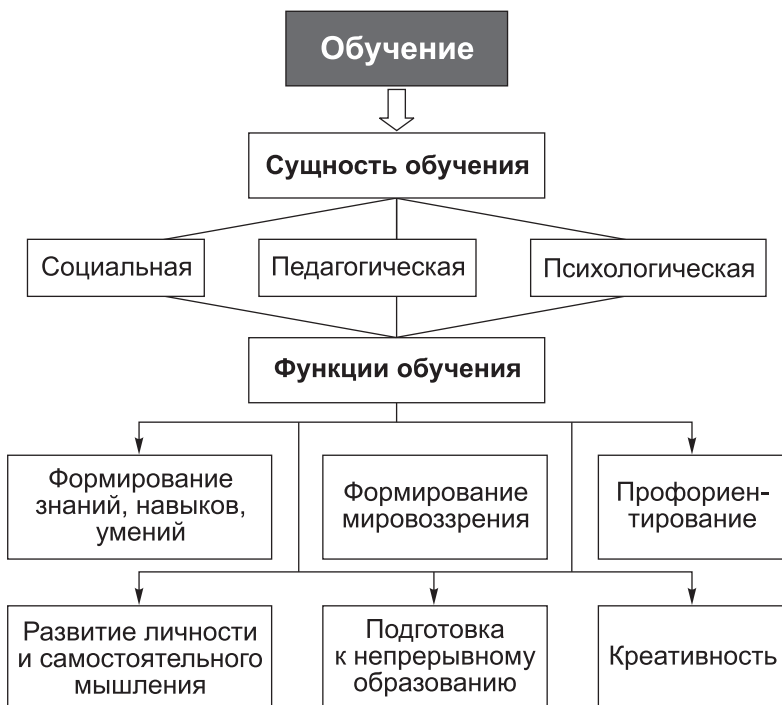 Обучение
Сущность обучения
Социальная
Педагогическая
Психологическая
Функции обучения
Формирование
знаний, навыков,
умений
Формирование
мировоззрения
Профориен-
тирование
Развитие личности
и самостоятельного
мышления
Подготовка
к непрерывному
образованию
Креативность